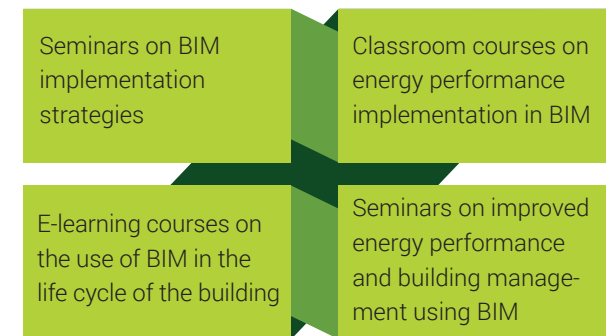 Seminars on BIM
implementation
strategies
Classroom courses on
energy performance
implementation in BIM
E-learning courses on
the use of BIM in the
life cycle of the building
Seminars on improved
energy performance
and building manage-
ment using BIM